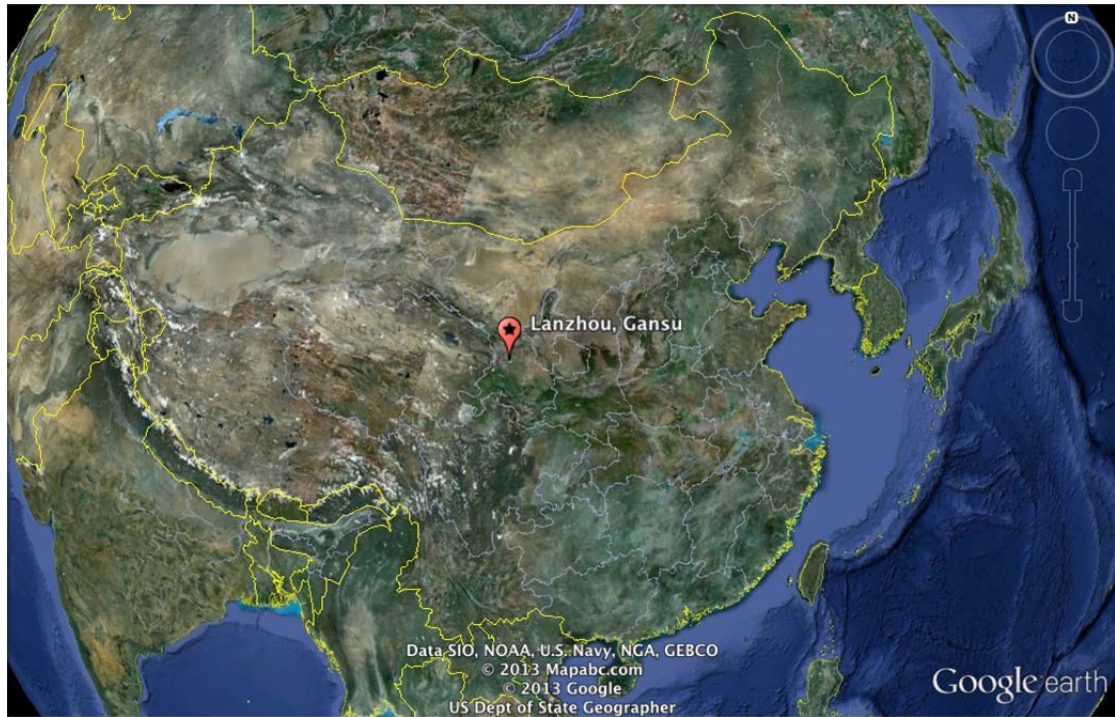 N
Lanzhou, Gansu
Data SIO, NOAA, U.S. Navy, NGA, GEBCO
© 2013 Mapabc.com
© 2013 Google
US Dept of State Geographer
Google earth